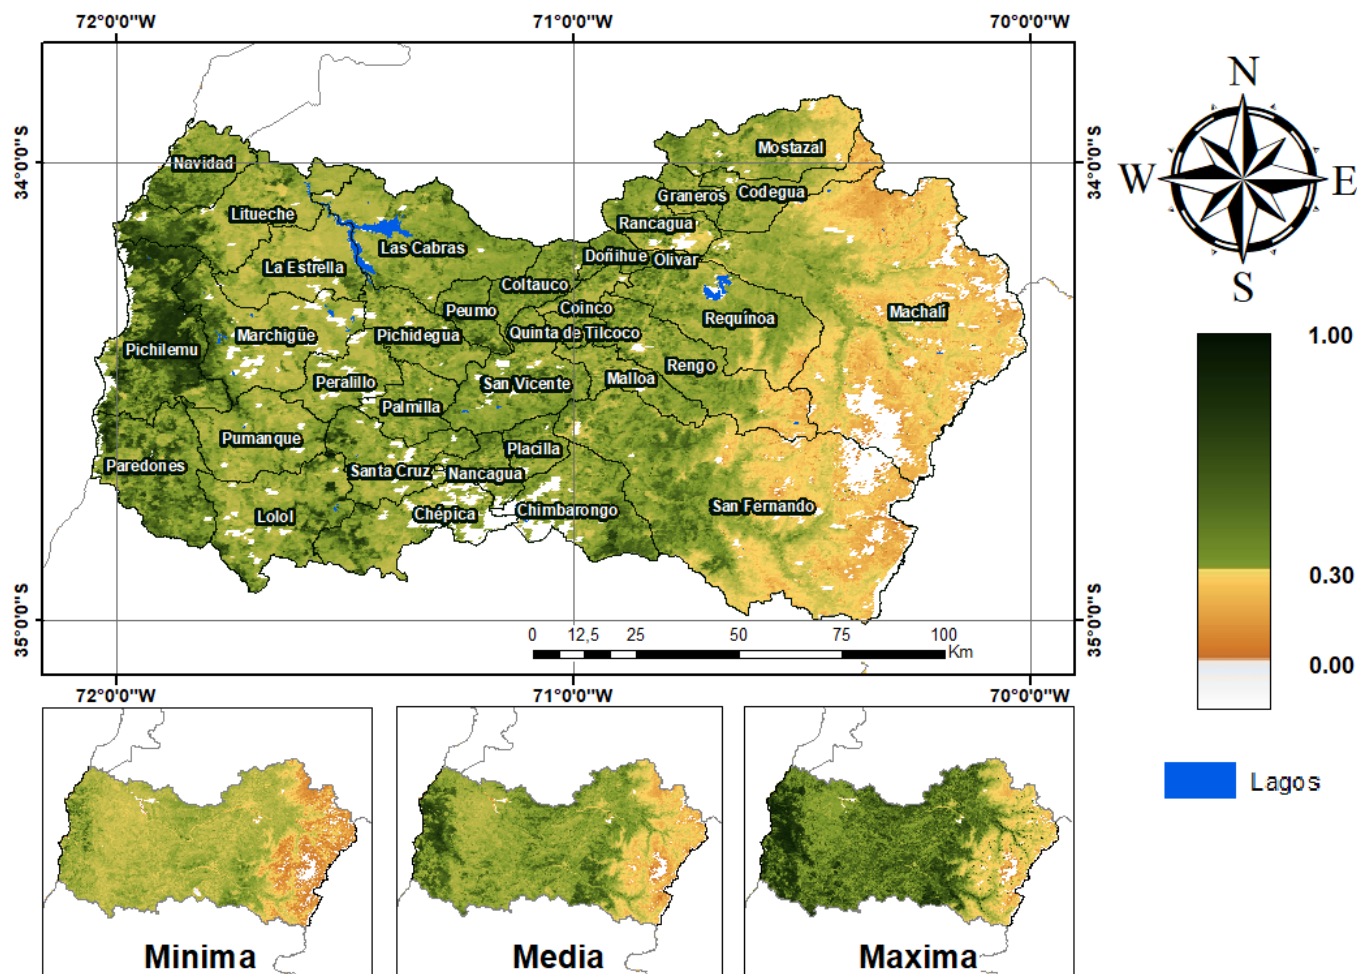 72°0'0"W
71°0'0"W
70°0'0"W
34°0'0"S
34°0'0"S
35°0'0"S
35°0'0"S
Navidad
Mostazal
Graneros
Codegua
Litueche
Rancagua
Las Cabras
Doñihue
Olivar
La Estrella
Coltauco
Peumo
Coinco
Requínoa
Machalí
Marchigüe
Pichidegua
Quinta de Tilcoco
Pichilemu
Rengo
Peralillo
San Vicente
Malloa
Palmilla
Pumanque
Placilla
Paredones
Santa Cruz
Nancagua
San Fernando
Lolol
Chépica
Chimbarongo
0
12,5
25
50
75
100
Km
72°0'0"W
71°0'0"W
70°0'0"W
N
W
E
S
1.00
0.30
0.00
Lagos
Minima
Media
Maxima